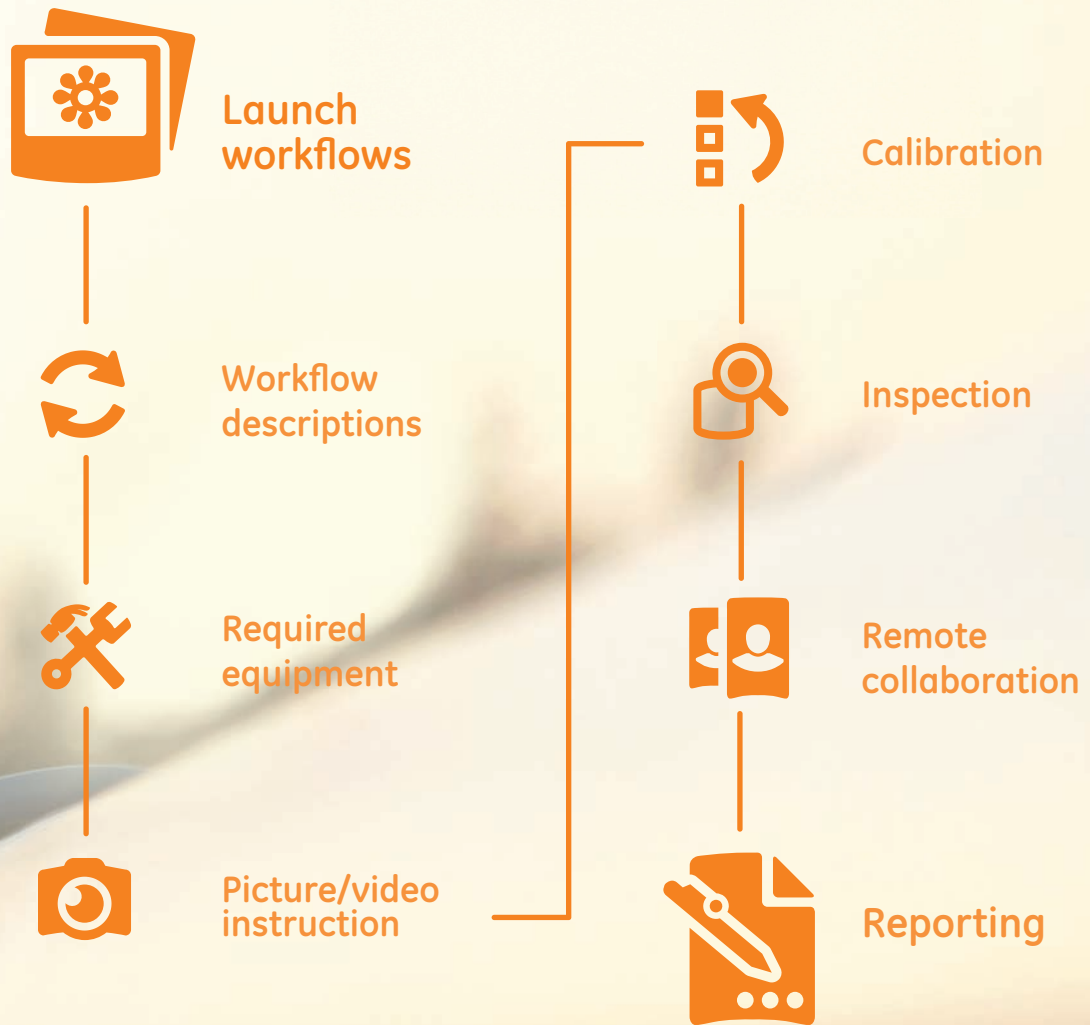 Launch
workflows
Workflow
descriptions
Required
equipment
Picture/video
instruction
Calibration
Inspection
Remote
collaboration
Reporting